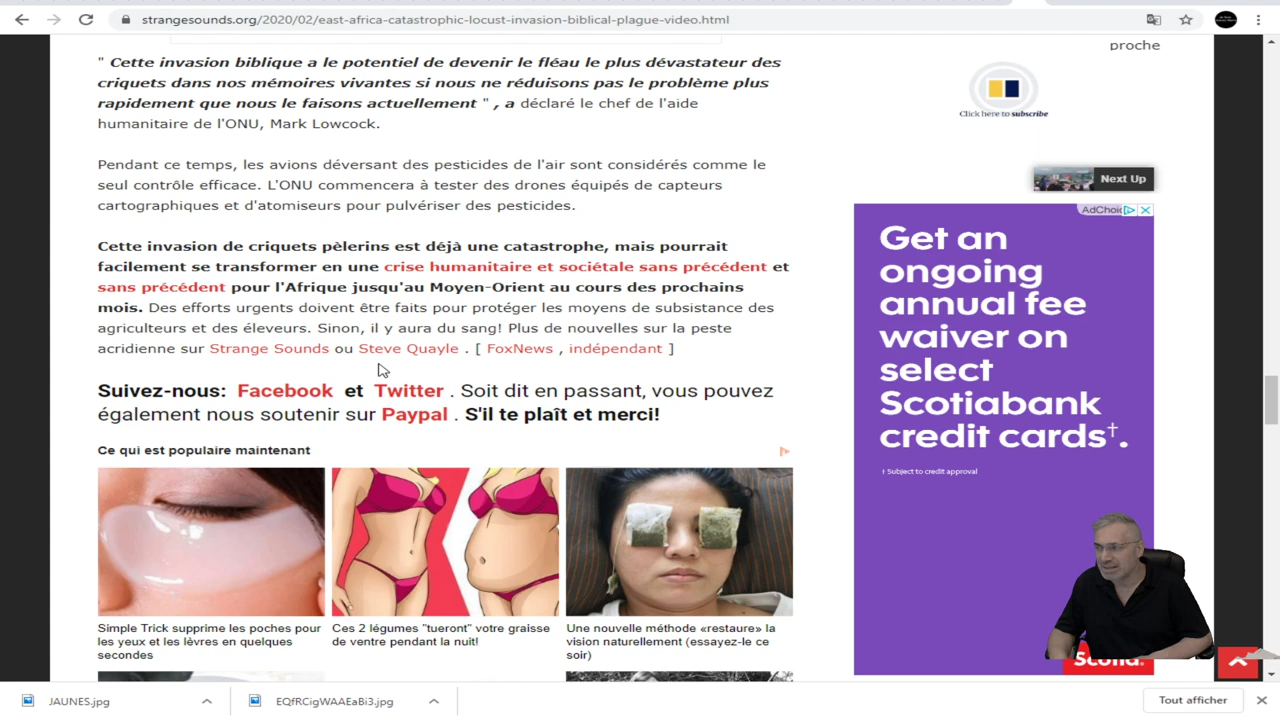 strangesounds.org/2020/02/east-africa-catastrophic-locust-invasion-biblical-plague-video.html
" Cette invasion biblique a le potentiel de devenir le fléau le plus dévastateur des
criquets dans nos mémoires vivantes si nous ne réduisons pas le problème plus
rapidement que nous le faisons actuellement " , a déclaré le chef de l'aide
humanitaire de l'ONU, Mark Lowcock.
Pendant ce temps, les avions déversant des pesticides de l'air sont considérés comme le
seul contrôle efficace. L'ONU commencera à tester des drones équipés de capteurs
cartographiques et d'atomiseurs pour pulvériser des pesticides.
Cette invasion de criquets pèlerins est déjà une catastrophe, mais pourrait
facilement se transformer en une crise humanitaire et sociétale sans précédent et
sans précédent pour l'Afrique jusqu'au Moyen-Orient au cours des prochains
mois. Des efforts urgents doivent être faits pour protéger les moyens de subsistance des
agriculteurs et des éleveurs. Sinon, il y aura du sang! Plus de nouvelles sur la peste
acridienne sur Strange Sounds ou Steve Quayle . [ FoxNews , indépendant ]
Suivez-nous: Facebook et Twitter . Soit dit en passant, vous pouvez
également nous soutenir sur Paypal . S'il te plaît et merci!
Ce qui est populaire maintenant
Simple Trick supprime les poches pour
les yeux et les lèvres en quelques
secondes
Ces 2 légumes "tueront" votre graisse
de ventre pendant la nuit!
Une nouvelle méthode «restaure» la
vision naturellement (essayez-le ce
soir)
proche
Click here to subscribe
Next Up
AdChoic
Get an
ongoing
annual fee
waiver on
select
Scotiabank
credit cards†.
† Subject to credit approval
Scotia.
JAUNES.jpg
EQfRCigWAAEaBi3.jpg
Tout afficher